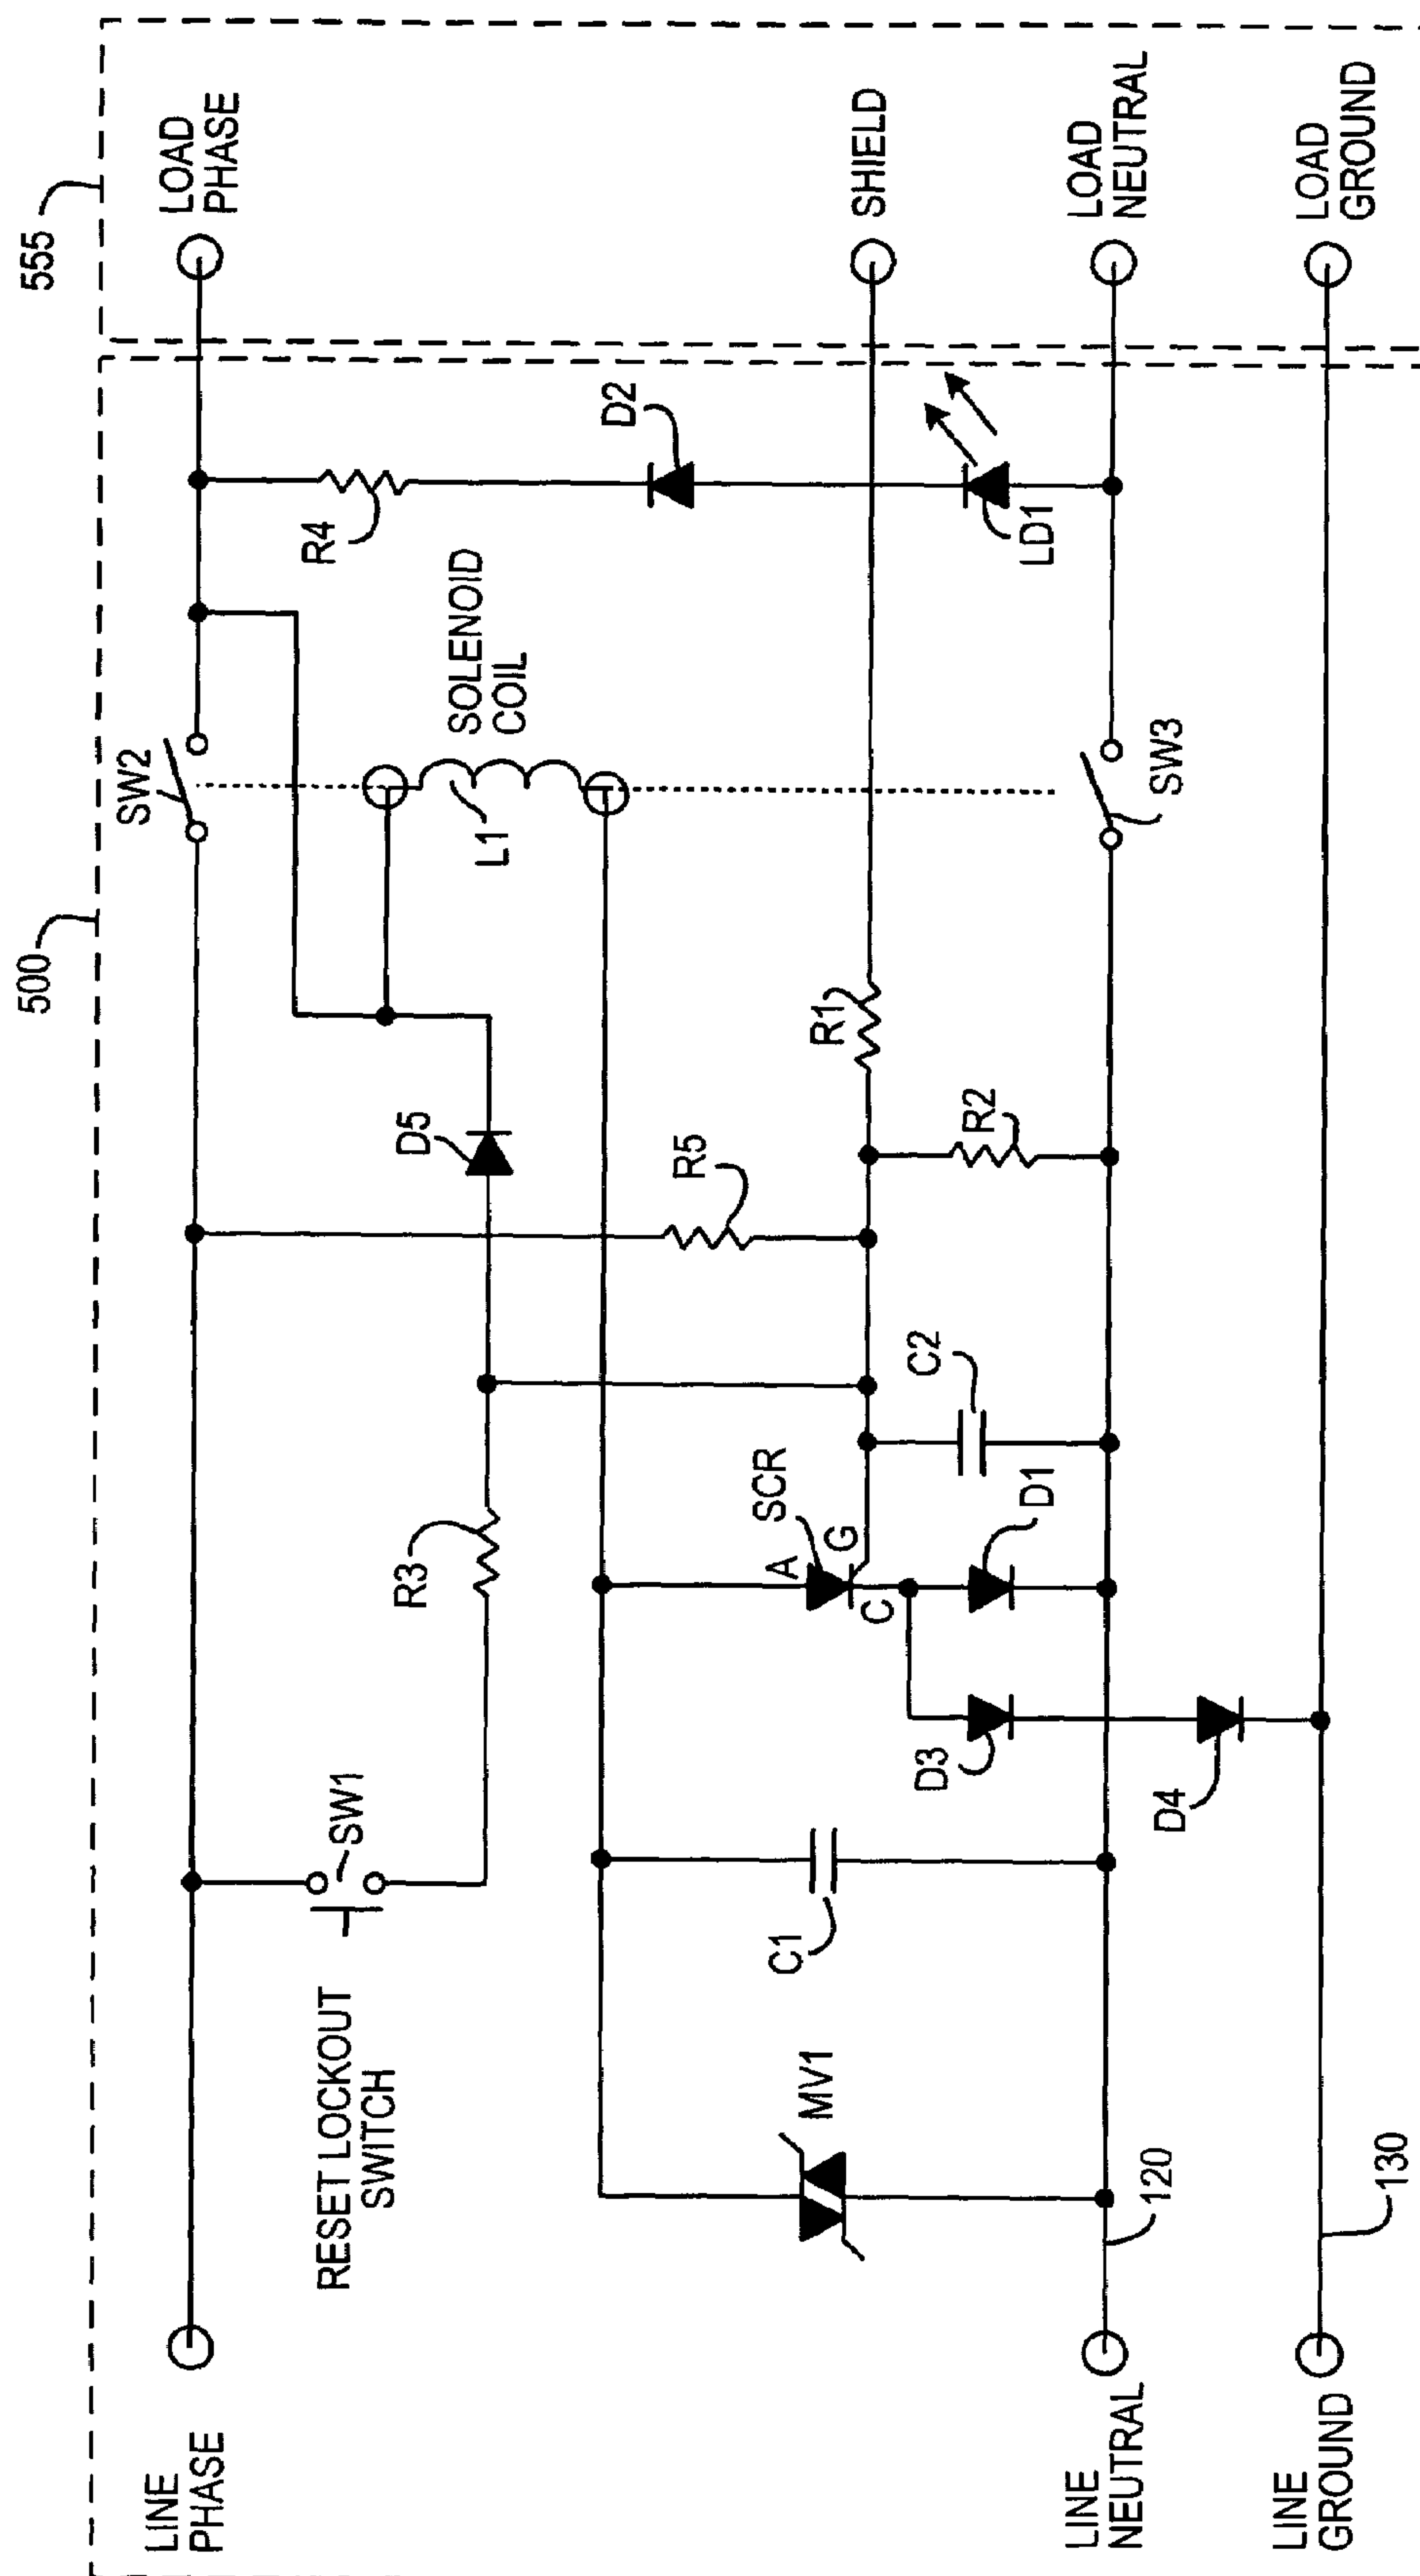 555
500
LOAD
PHASE
SHIELD
LOAD
NEUTRAL
LOAD
GROUND
D2
R4
LD1
SOLENOID
COIL
L1
SW2
SW3
R1
R2
D5
R5
C2
SCR
A
G
C
D1
R3
D3
D4
SW1
C1
RESET LOCKOUT
SWITCH
MV1
120
130
LINE
PHASE
LINE
NEUTRAL
LINE
GROUND